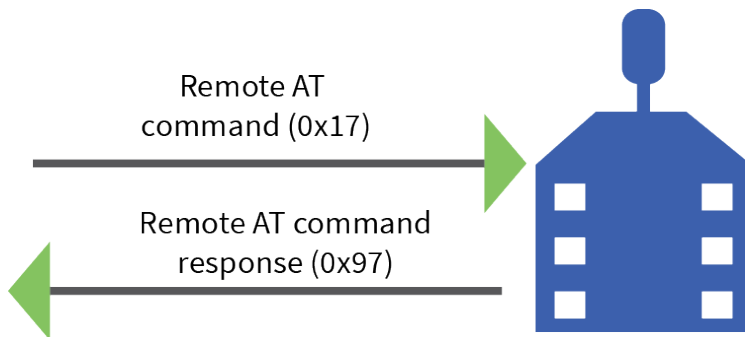 Remote AT
command (0x17)
Remote AT command
response (0x97)